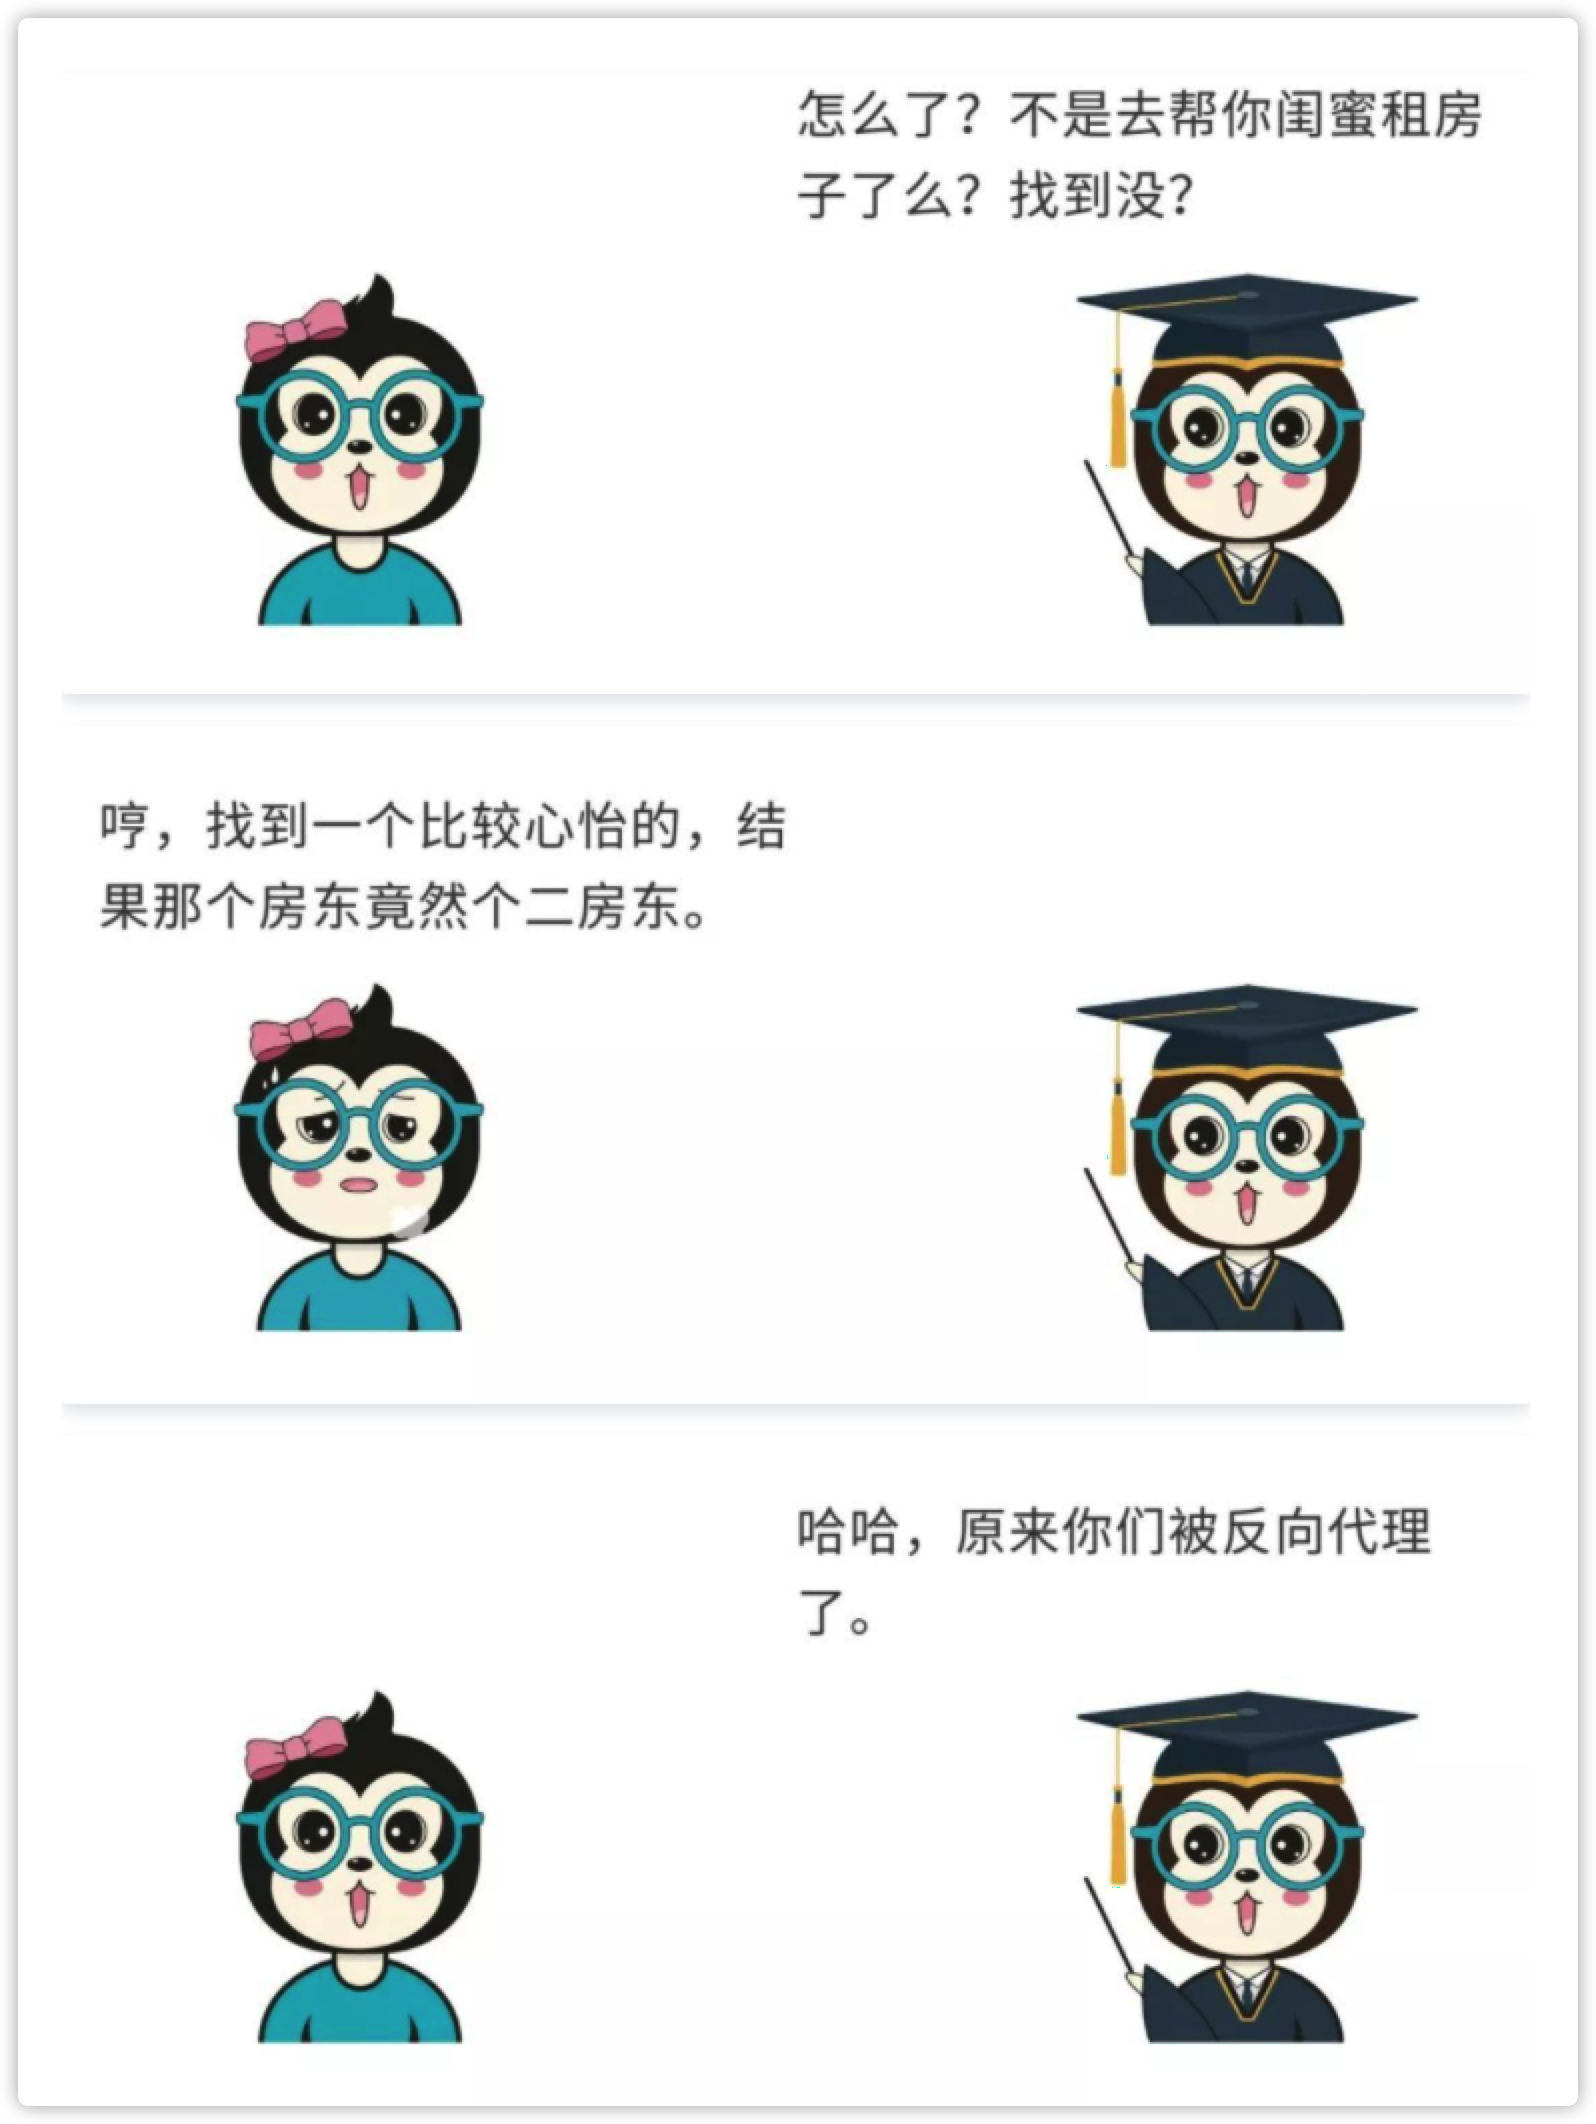 怎么了？不是去帮你闺蜜租房
子了么？找到没？
哼，找到一个比较心怡的，结
果那个房东竟然个二房东。
哈哈，原来你们被反向代理
了。